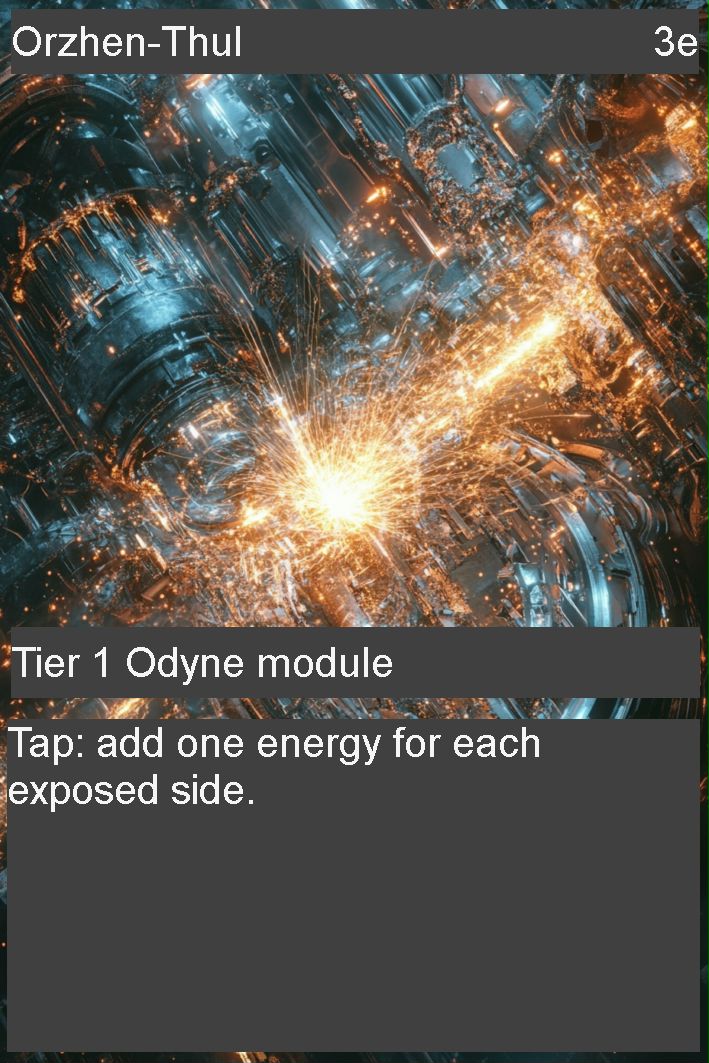 Orzhen-Thul 3e
Tier 1 Odyne module
Tap: add one energy for each
exposed side.